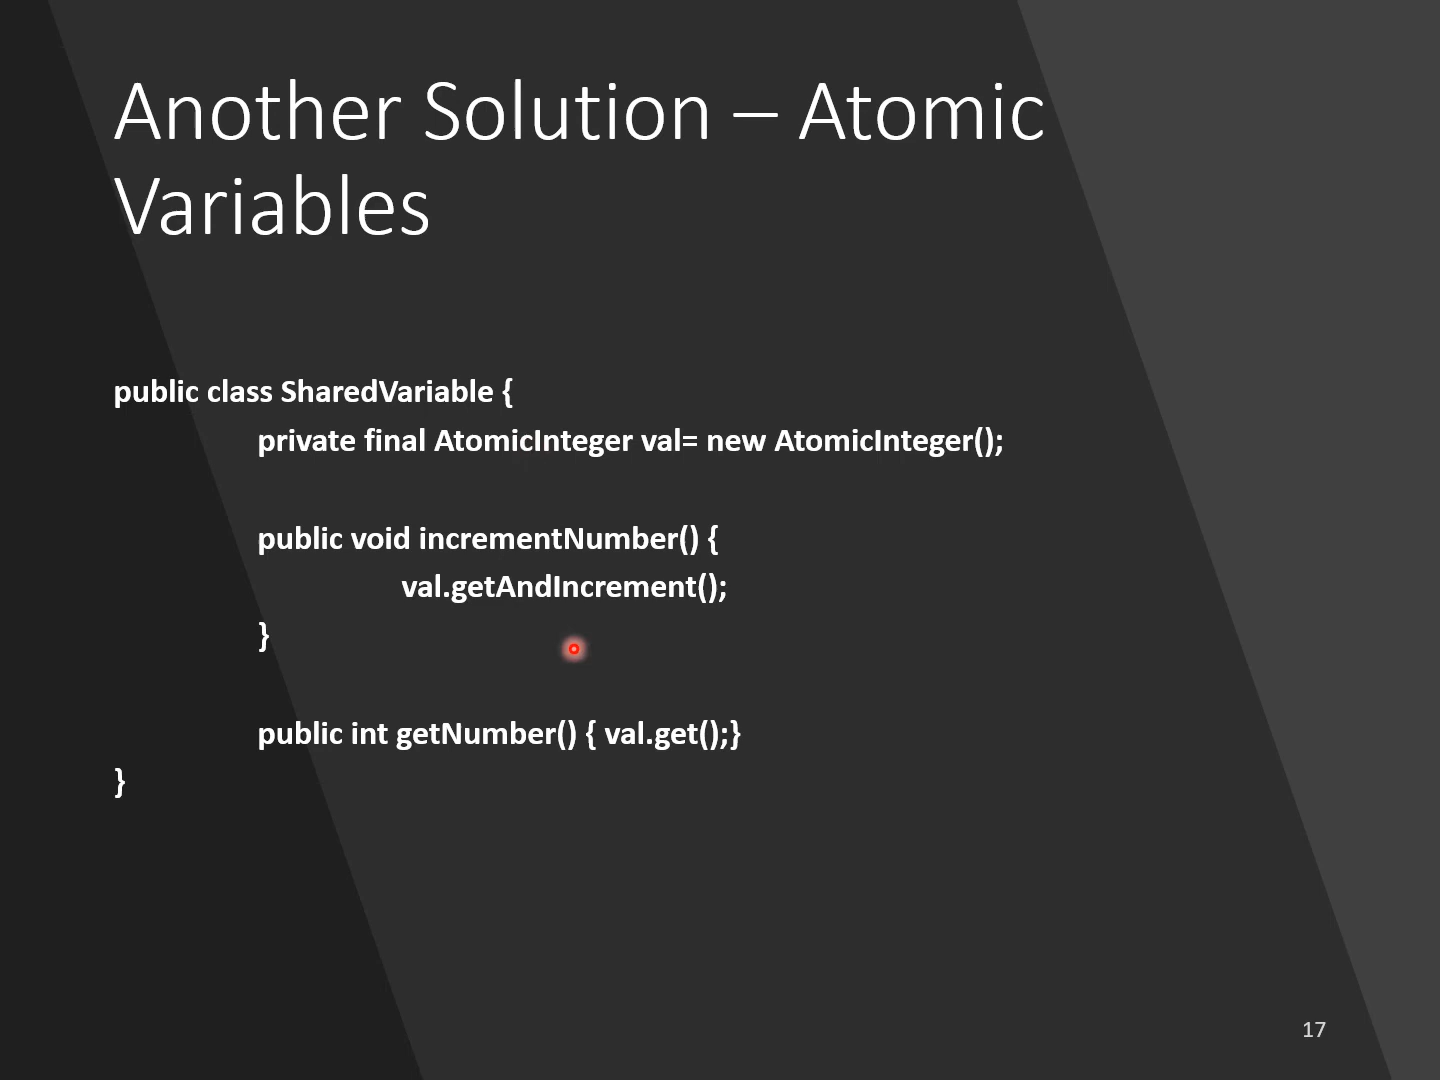 Another Solution – Atomic
Variables
public class SharedVariable {
private final AtomicInteger val= new AtomicInteger();
public void incrementNumber() {
val.getAndIncrement();
}
public int getNumber() { val.get();}
}
17